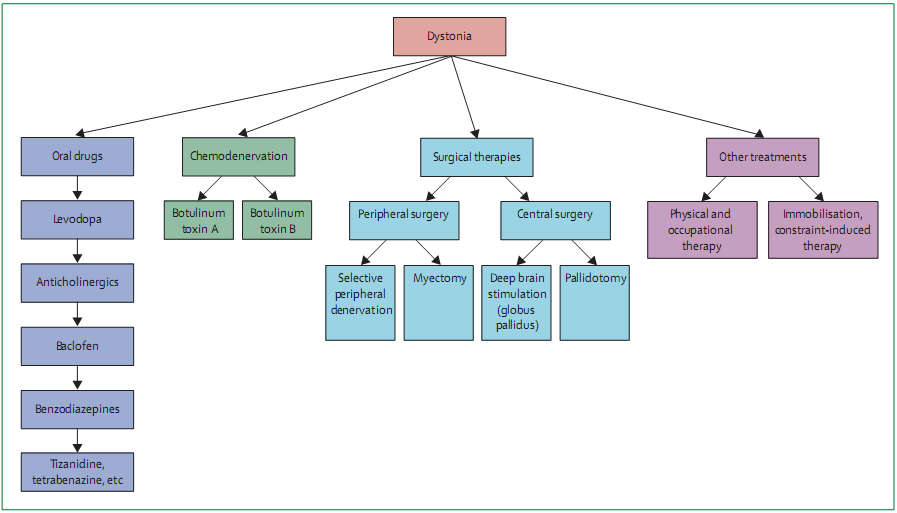 Dystonia
Oral drugs
Chemodenervation
Surgical therapies
Other treatments
Levodopa
Botulinum
toxin A
Botulinum
toxin B
Peripheral surgery
Central surgery
Physical and
occupational
therapy
Immobilisation,
constraint-induced
therapy
Anticholinergics
Selective
peripheral
denervation
Myectomy
Deep brain
stimulation
(globus
pallidus)
Pallidotomy
Baclofen
Benzodiazepines
Tizanidine,
tetrabenazine, etc